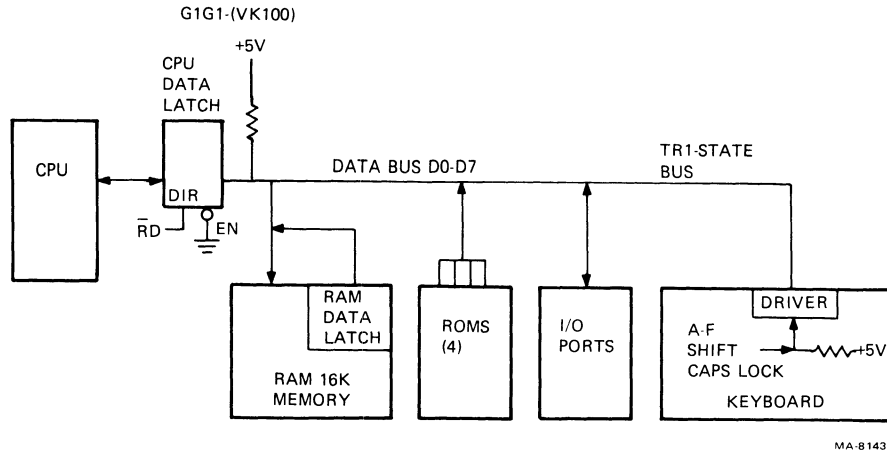 G1G1-(VK100)
+5V
CPU
DATA
LATCH
CPU
DIR
RD
EN
DATA BUS D0-D7
TR1-STATE
BUS
RAM
DATA
LATCH
RAM 16K
MEMORY
ROMS
(4)
I/O
PORTS
DRIVER
A-F
SHIFT
CAPS LOCK
+5V
KEYBOARD
MA-8143